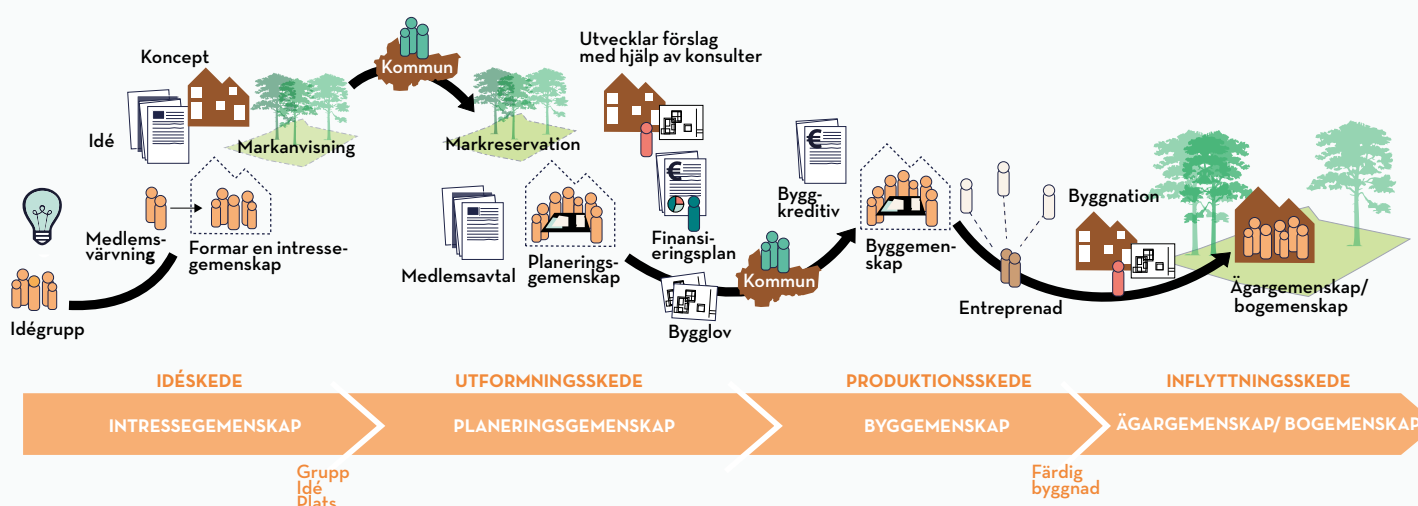 Koncept
Idé
Markanvisning
Kommun
Markreservation
Utvecklar förslag
med hjälp av konsulter
Medlems-
värvning
Formar en intresse-
gemenskap
Idégrupp
Medlemsavtal
Planerings-
gemenskap
Finansi-
eringsplan
Bygglov
Kommun
Bygg-
kreditiv
Byggemen-
skap
Entreprenad
Byggnation
Ägargemenskap/
bogemenskap
IDÉSKEDE
UTFORMNINGSSKEDE
PRODUKTIONSSKEDE
INFLYTTNINGSSKEDE
INTRESSEGEMENSKAP
PLANERINGSGEMENSKAP
BYGGEMENSKAP
ÄGARGEMENSKAP/ BOGEMENSKAP
Grupp
Idé
Plats
Färdig
byggnad